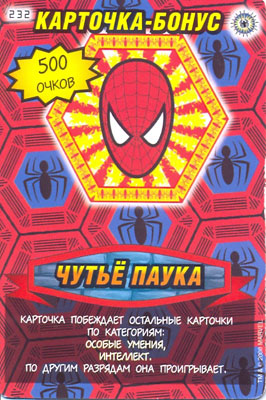 232
КАРТОЧКА-БОНУС
500
ОЧКОВ
ЧУТЬЁ ПАУКА
КАРТОЧКА ПОБЕЖДАЕТ ОСТАЛЬНЫЕ КАРТОЧКИ
ПО КАТЕГОРИЯМ:
ОСОБЫЕ УМЕНИЯ,
ИНТЕЛЛЕКТ.
ПО ДРУГИМ РАЗРЯДАМ ОНА ПРОИГРЫВАЕТ.